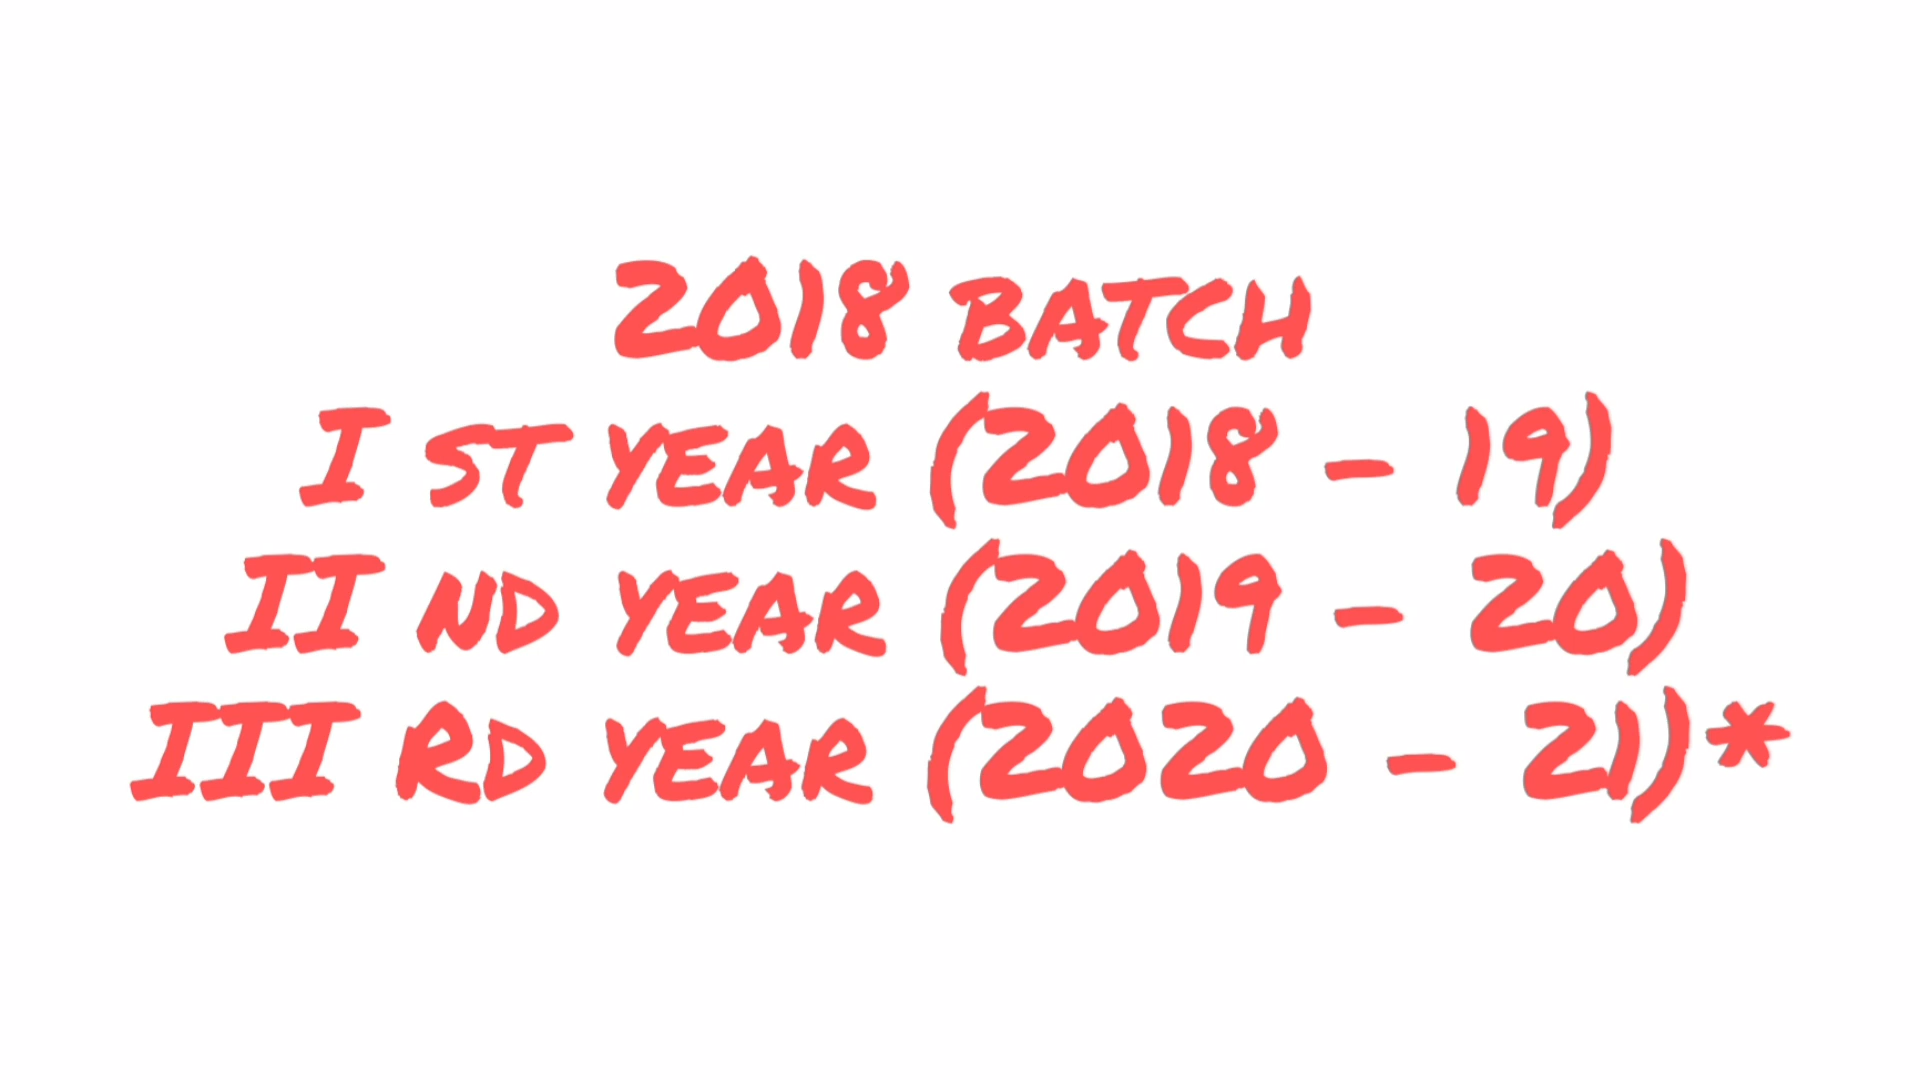 2018 BATCH
I ST YEAR (2018 - 19)
II ND YEAR (2019 - 20)
III RD YEAR (2020 - 21)*